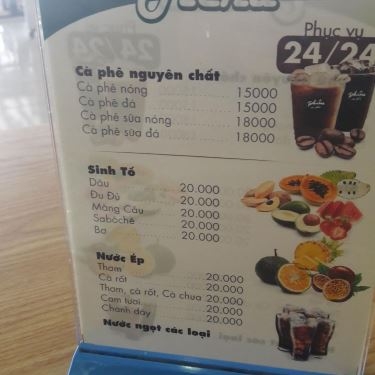 Phục vụ
24/24
Cà phê nguyên chất
Cà phê nóng 15000
Cà phê đá 15000
Cà phê sữa nóng 18000
Cà phê sữa đá 18000
Sinh Tố
Dâu 20.000
Đu Đủ 20.000
Mãng Cầu 20.000
Sabôchê 20.000
Bơ 20.000
Nước Ép
Thơm 20.000
Cà rốt 20.000
Thơm, cà rốt, Cà chua 20.000
Cam tươi 20.000
Chanh dây 20.000
Nước ngọt các loại